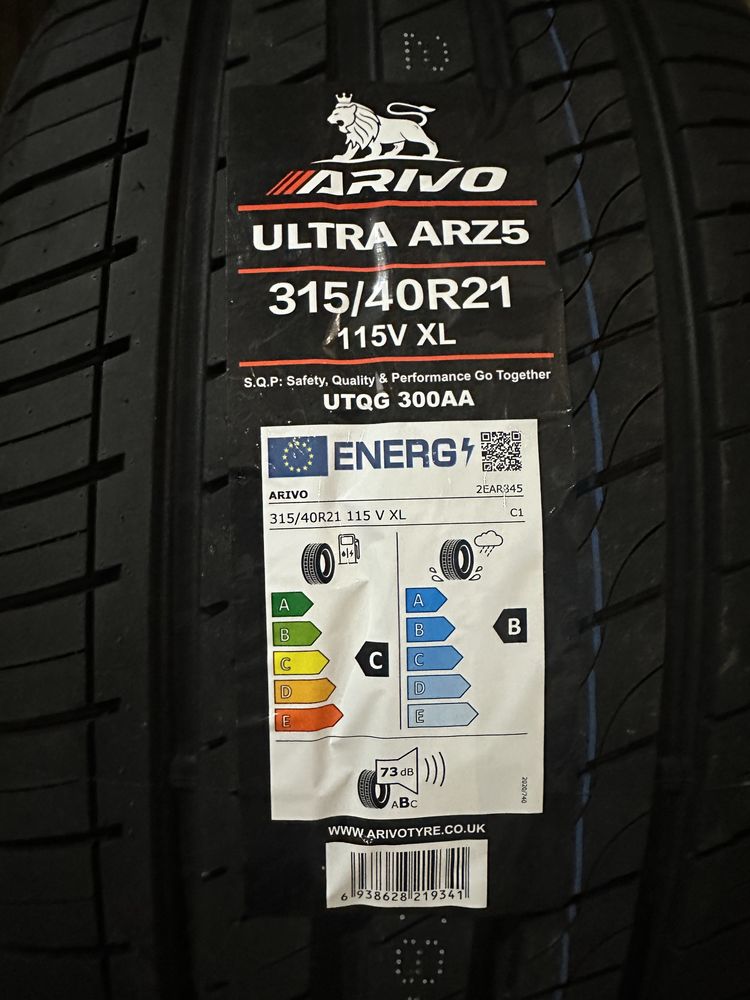 ARIVO
ULTRA ARZ5
315/40R21
115V XL
S.Q.P: Safety, Quality & Performance Go Together
UTQG 300AA
ENERG
ARIVO 2EAR345
315/40R21 115 V XL C1
A A
B B B
C C C
D D
E E
73 dB
ABC
2020/740
WWW.ARIVOTYRE.CO.UK
6 938628 219341